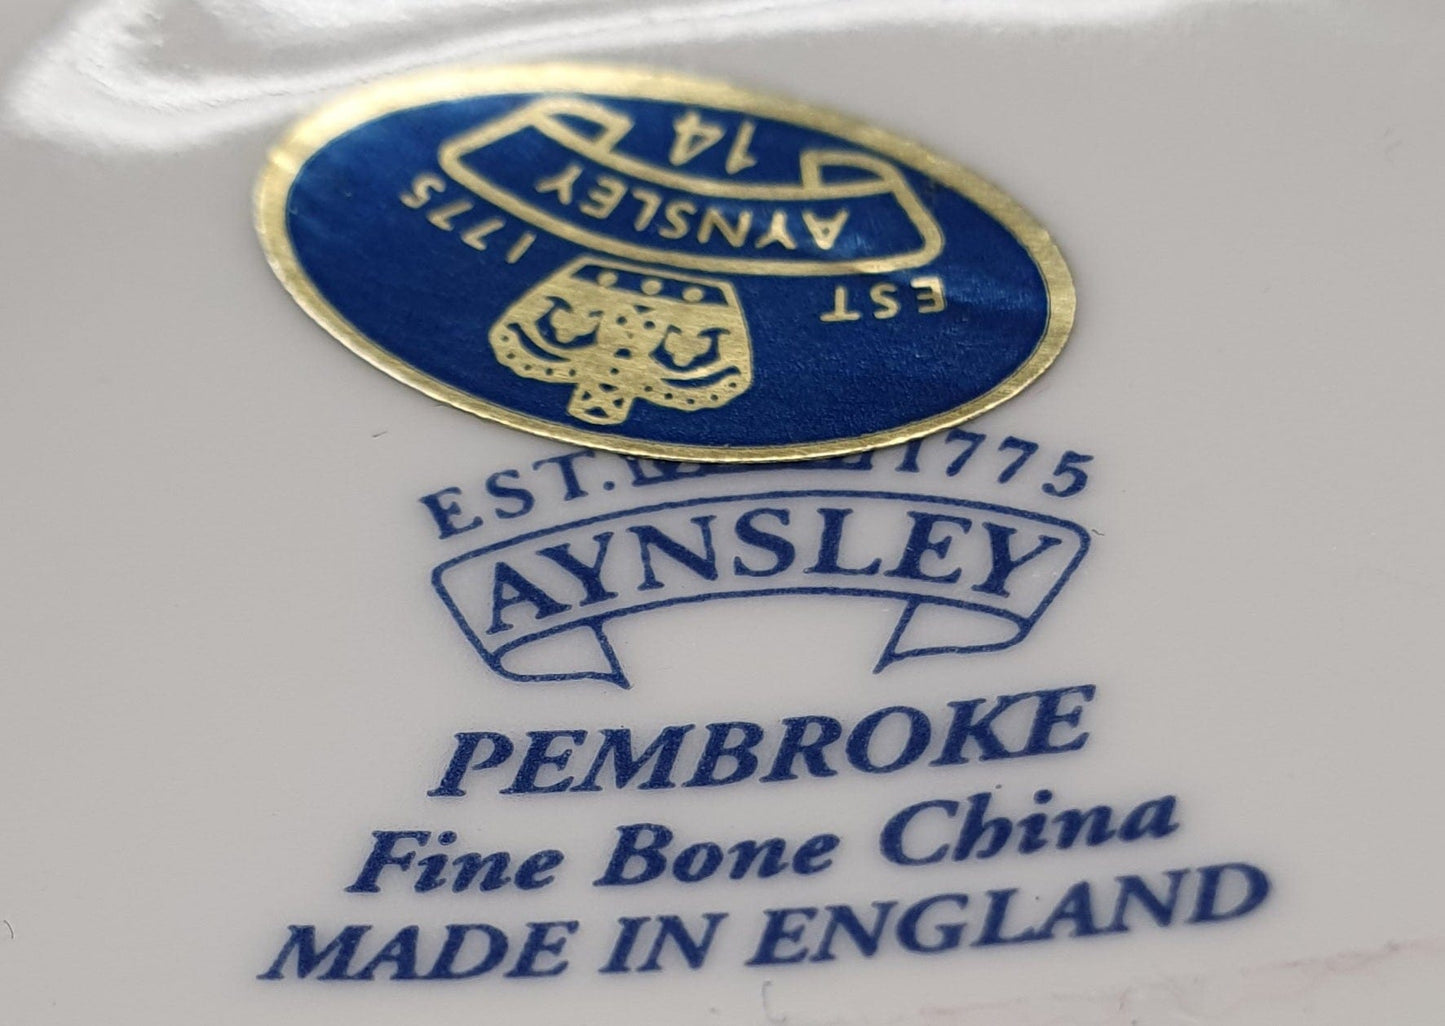 14
AYNSLEY
EST 1775
EST. 1775
AYNSLEY
PEMBROKE
Fine Bone China
MADE IN ENGLAND